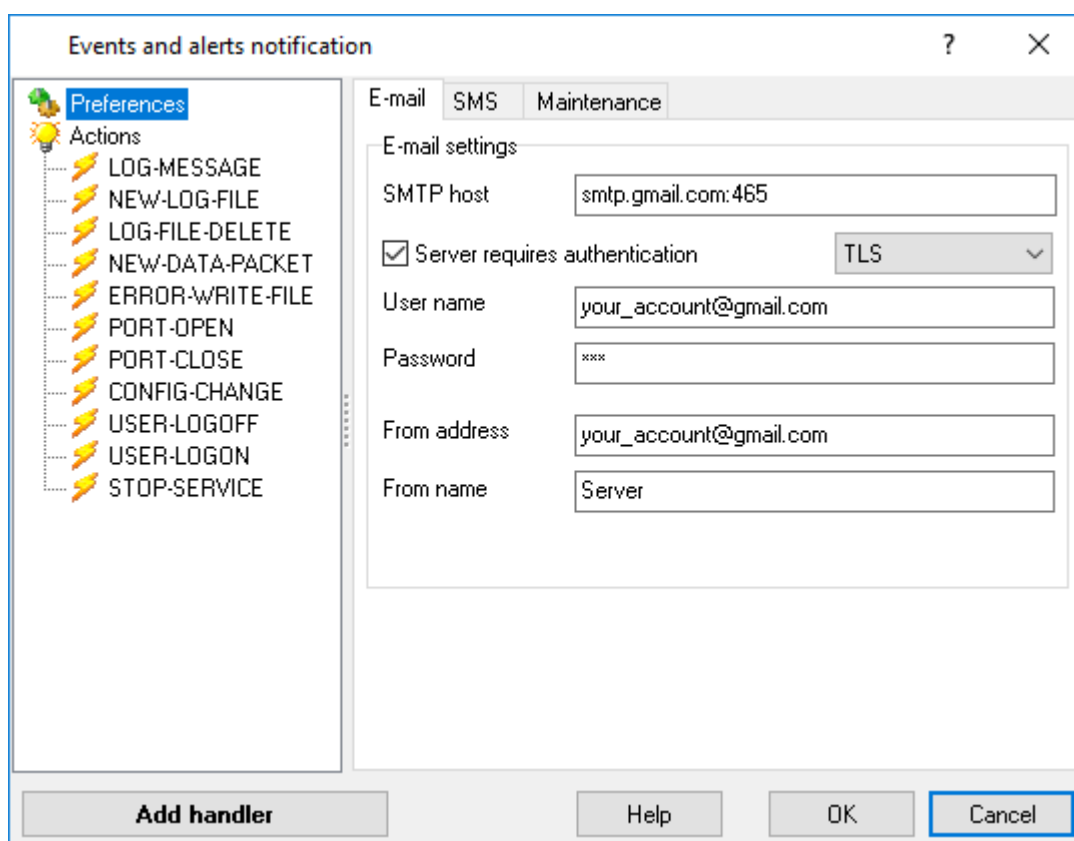 Events and alerts notification ?
Preferences
Actions
LOG-MESSAGE
NEW-LOG-FILE
LOG-FILE-DELETE
NEW-DATA-PACKET
ERROR-WRITE-FILE
PORT-OPEN
PORT-CLOSE
CONFIG-CHANGE
USER-LOGOFF
USER-LOGON
STOP-SERVICE
E-mail SMS Maintenance
E-mail settings
SMTP host smtp.gmail.com:465
Server requires authentication TLS
User name your_account@gmail.com
Password ***
From address your_account@gmail.com
From name Server
Add handler Help OK Cancel